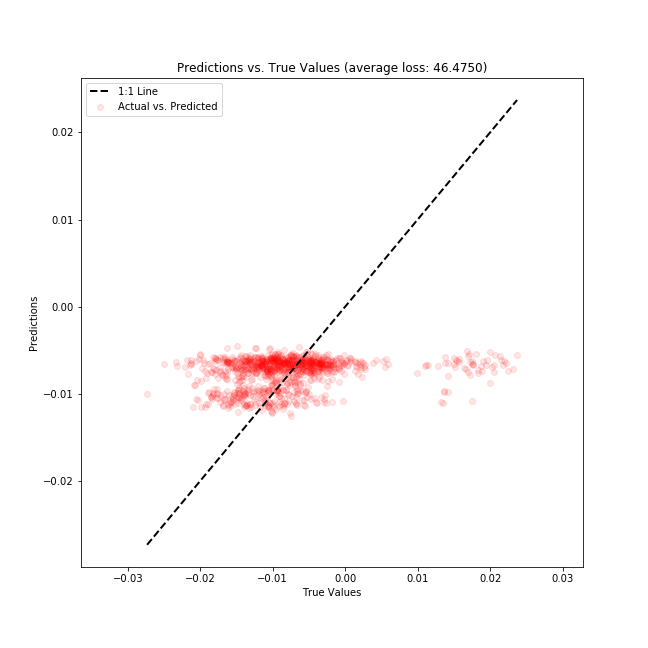 Predictions vs. True Values (average loss: 46.4750)
1:1 Line
Actual vs. Predicted
0.02
0.01
0.00
−0.01
−0.02
Predictions
−0.03
−0.02
−0.01
0.00
0.01
0.02
0.03
True Values